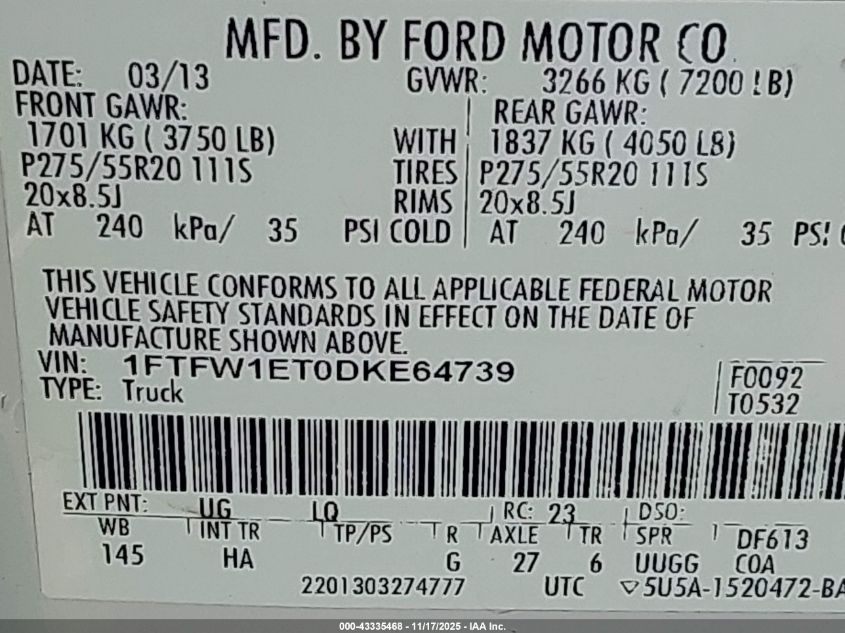 MFD. BY FORD MOTOR CO.
DATE: 03/13 GVWR: 3266 KG ( 7200 LB)
FRONT GAWR: REAR GAWR:
1701 KG ( 3750 LB) WITH 1837 KG ( 4050 LB)
P275/55R20 111S TIRES P275/55R20 111S
20x8.5J RIMS 20x8.5J
AT 240 kPa/ 35 PSI COLD AT 240 kPa/ 35 PSI
THIS VEHICLE CONFORMS TO ALL APPLICABLE FEDERAL MOTOR
VEHICLE SAFETY STANDARDS IN EFFECT ON THE DATE OF
MANUFACTURE SHOWN ABOVE.
VIN: 1FTFW1ET0DKE64739 F0092
TYPE: Truck T0532
EXT PNT: UG LQ RC: 23 DSO:
WB INT TR TP/PS R AXLE TR SPR DF613
145 HA G 27 6 UUGG COA
2201303274777 UTC ▽5U5A-1520472-BA
000-43335468 - 11/17/2025 - IAA Inc.